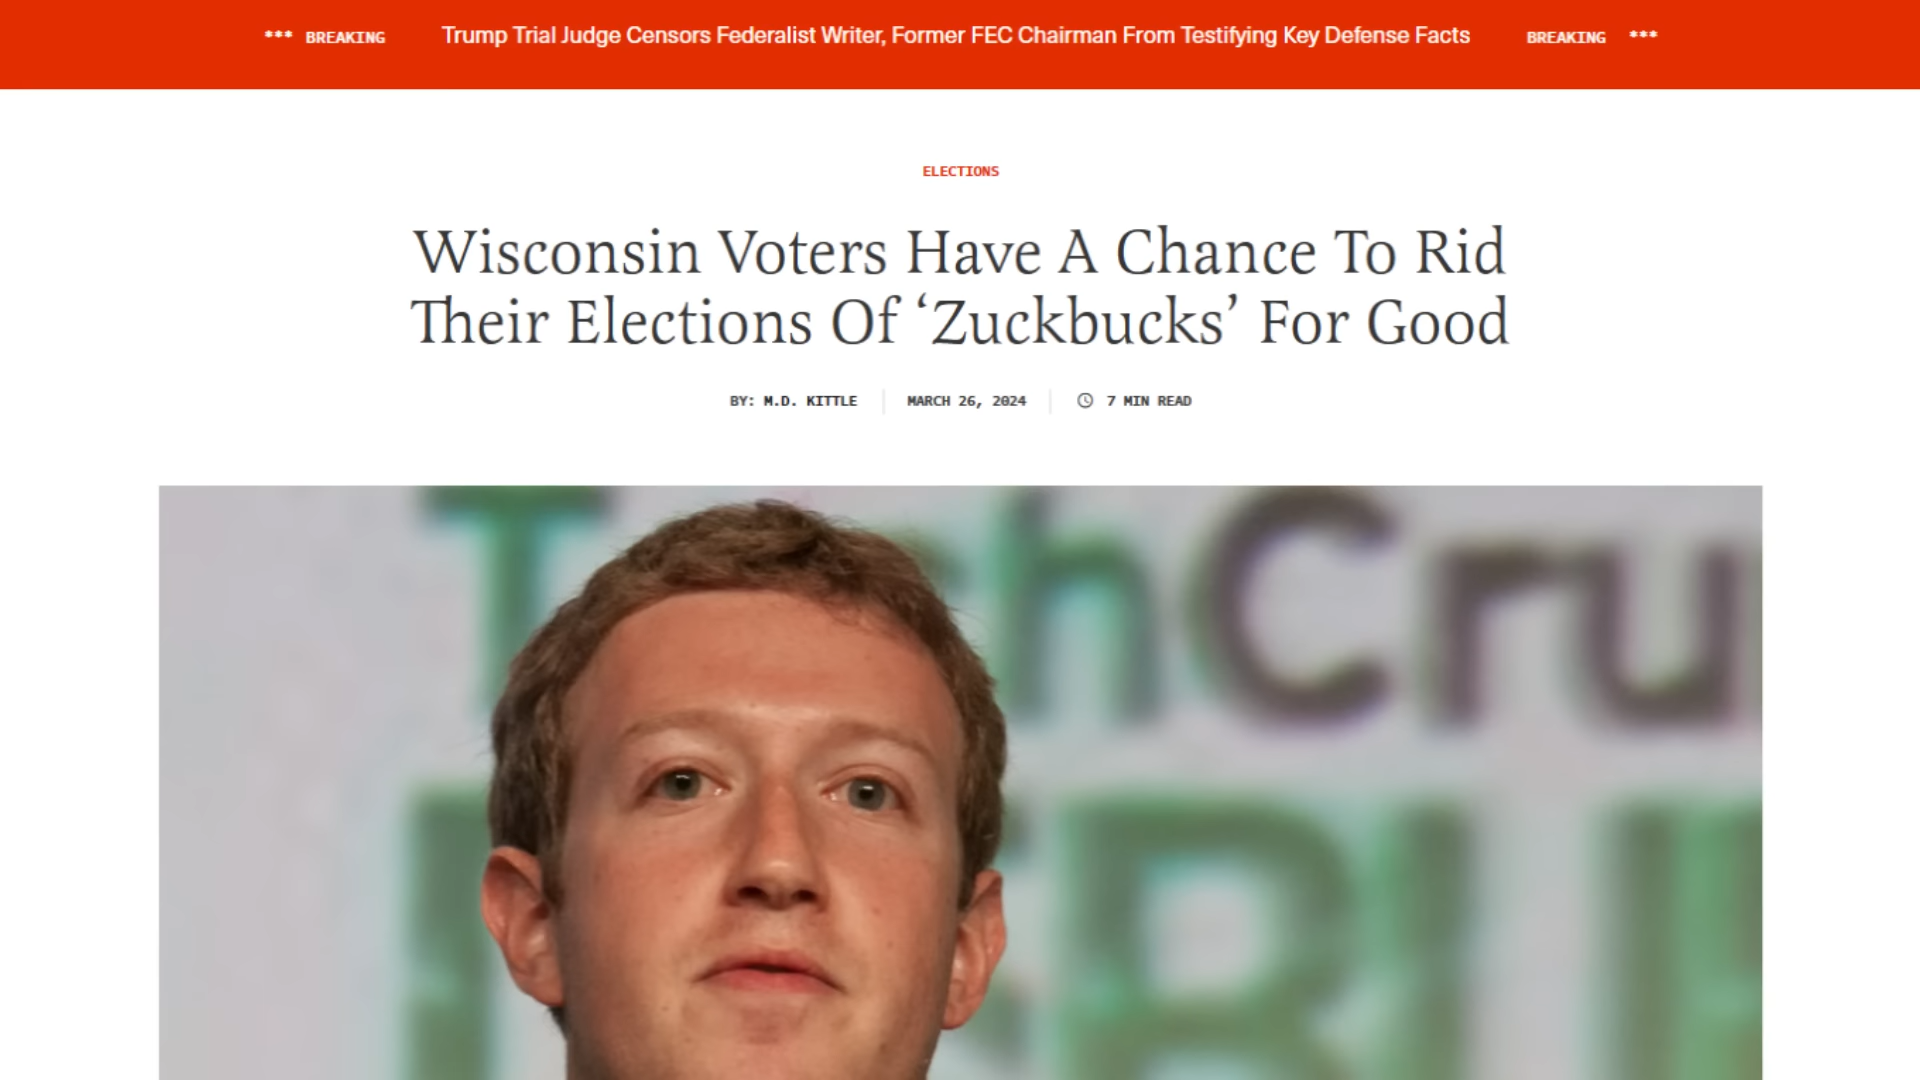 *** BREAKING Trump Trial Judge Censors Federalist Writer, Former FEC Chairman From Testifying Key Defense Facts BREAKING ***
ELECTIONS
Wisconsin Voters Have A Chance To Rid
Their Elections Of ‘Zuckbucks’ For Good
BY: M.D. KITTLE MARCH 26, 2024 7 MIN READ
T hCru